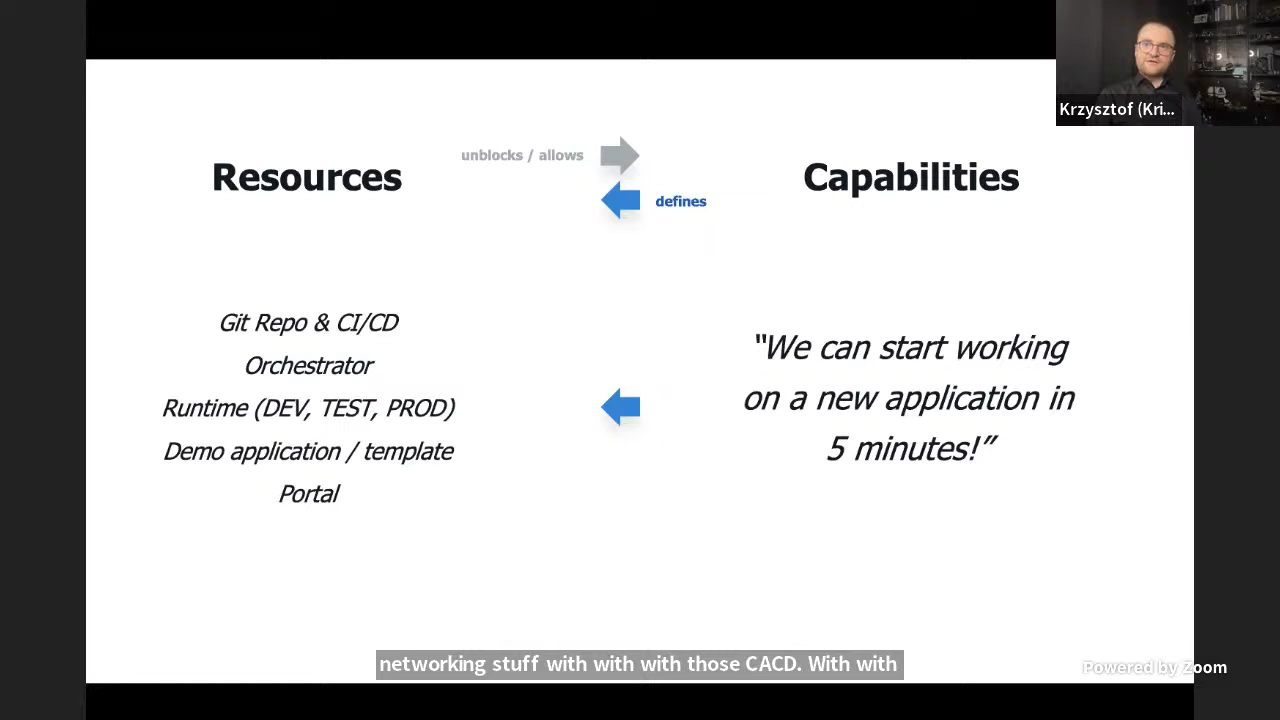 Krzysztof (Kri...
unblocks / allows
Resources
Capabilities
defines
Git Repo & CI/CD
Orchestrator
Runtime (DEV, TEST, PROD)
Demo application / template
Portal
“We can start working
on a new application in
5 minutes!”
networking stuff with with with those CACD. With with
Powered by Zoom